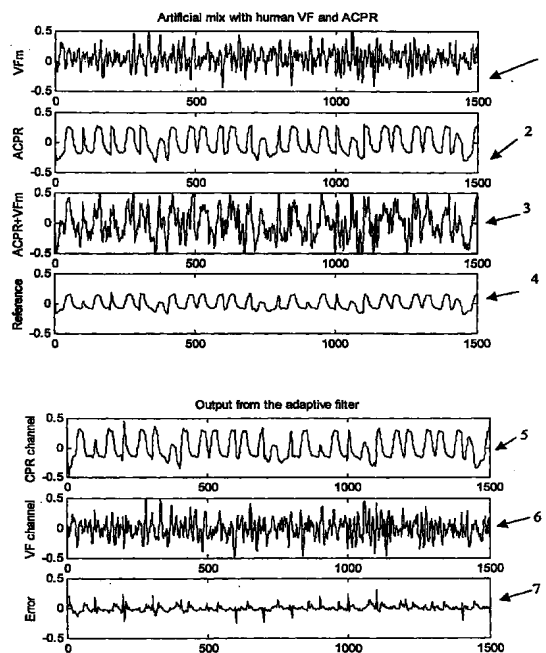 Artificial mix with human VF and ACPR
0.5
VFm
0
-0.5
0 500 1000 1500
0.5
ACPR
0
2
-0.5
0 500 1000 1500
0.5
ACPR+VFm
0
3
-0.5
0 500 1000 1500
0.5
Reference
0
4
-0.5
0 500 1000 1500
Output from the adaptive filter
0.5
CPR channel
0
5
-0.5
0 500 1000 1500
0.5
VF channel
0
6
-0.5
0 500 1000 1500
0.5
Error
0
7
-0.5
0 500 1000 1500